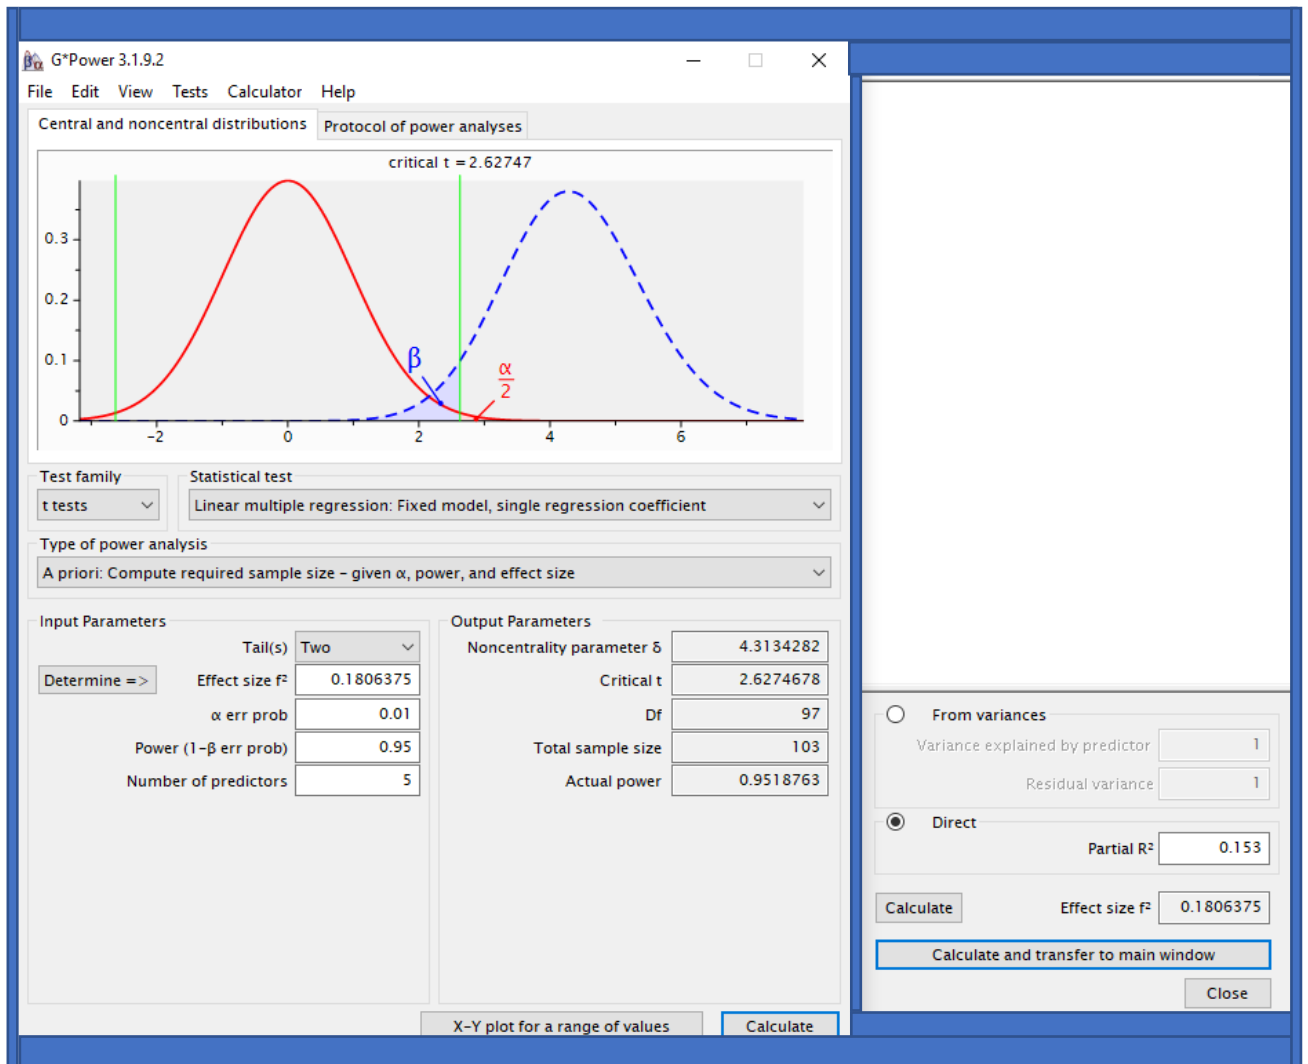 G*Power 3.1.9.2
File Edit View Tests Calculator Help
Central and noncentral distributions Protocol of power analyses
critical t = 2.62747
0.3
0.2
0.1
0
β
α
2
-2 0 2 4 6
Test family Statistical test
t tests Linear multiple regression: Fixed model, single regression coefficient
Type of power analysis
A priori: Compute required sample size – given α, power, and effect size
Input Parameters
Tail(s) Two
Determine => Effect size f² 0.1806375
α err prob 0.01
Power (1-β err prob) 0.95
Number of predictors 5
Output Parameters
Noncentrality parameter δ 4.3134282
Critical t 2.6274678
Df 97
Total sample size 103
Actual power 0.9518763
X-Y plot for a range of values Calculate
From variances
Variance explained by predictor 1
Residual variance 1
Direct
Partial R² 0.153
Calculate Effect size f² 0.1806375
Calculate and transfer to main window
Close